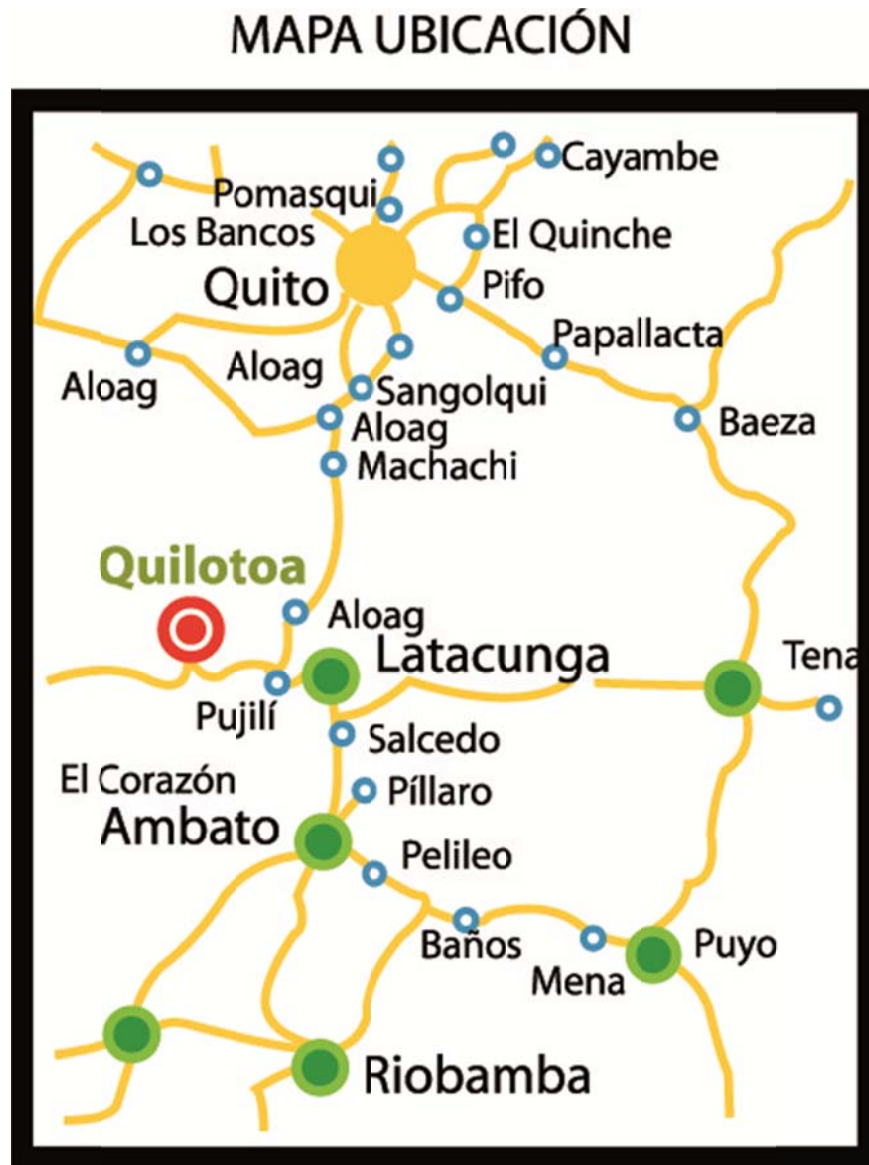 MAPA UBICACIÓN
Cayambe
Pomasqui
Los Bancos
El Quinche
Quito
Pifo
Papallacta
Aloag
Aloag
Sangolqui
Aloag
Baeza
Machachi
Quilotoa
Aloag
Latacunga
Tena
Pujilí
Salcedo
El Corazón
Píllaro
Ambato
Pelileo
Baños
Puyo
Mena
Riobamba